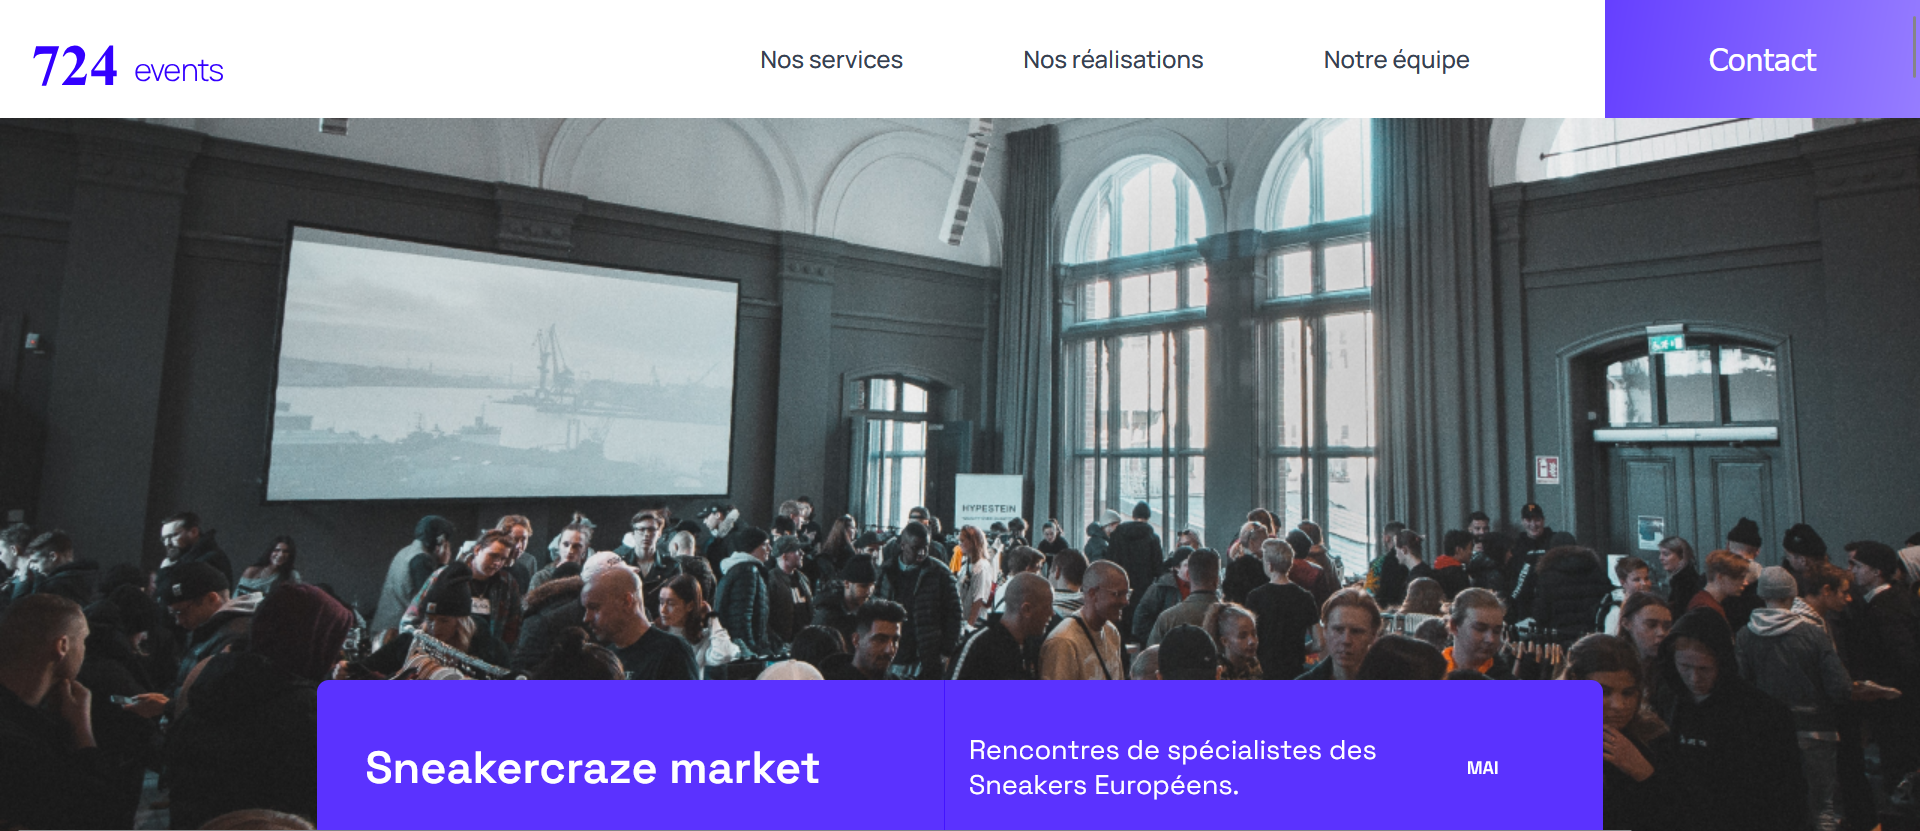 724 events
Nos services
Nos réalisations
Notre équipe
Contact
HYPESTEIN
Sneakercraze market
Rencontres de spécialistes des
Sneakers Européens.
MAI